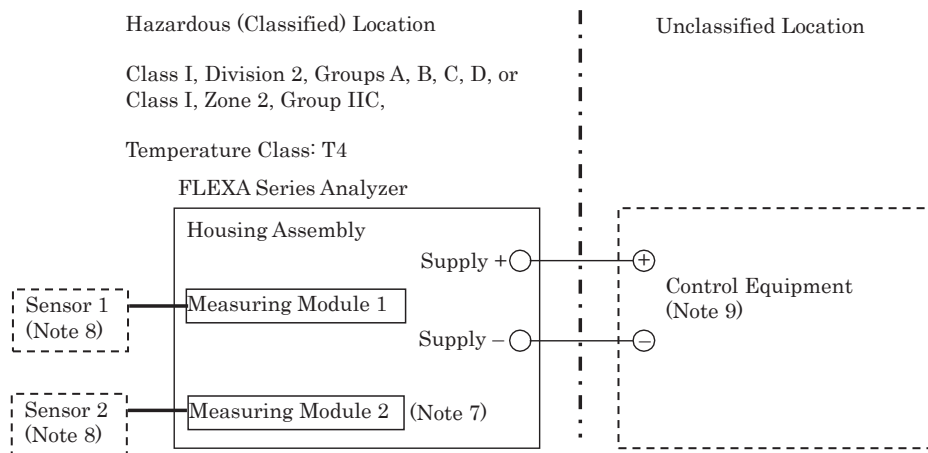 Hazardous (Classified) Location
Unclassified Location
Class I, Division 2, Groups A, B, C, D, or
Class I, Zone 2, Group IIC,
Temperature Class: T4
FLEXA Series Analyzer
Housing Assembly
Supply +
+
Sensor 1
(Note 8)
Measuring Module 1
Control Equipment
(Note 9)
Supply –
–
Sensor 2
(Note 8)
Measuring Module 2 (Note 7)